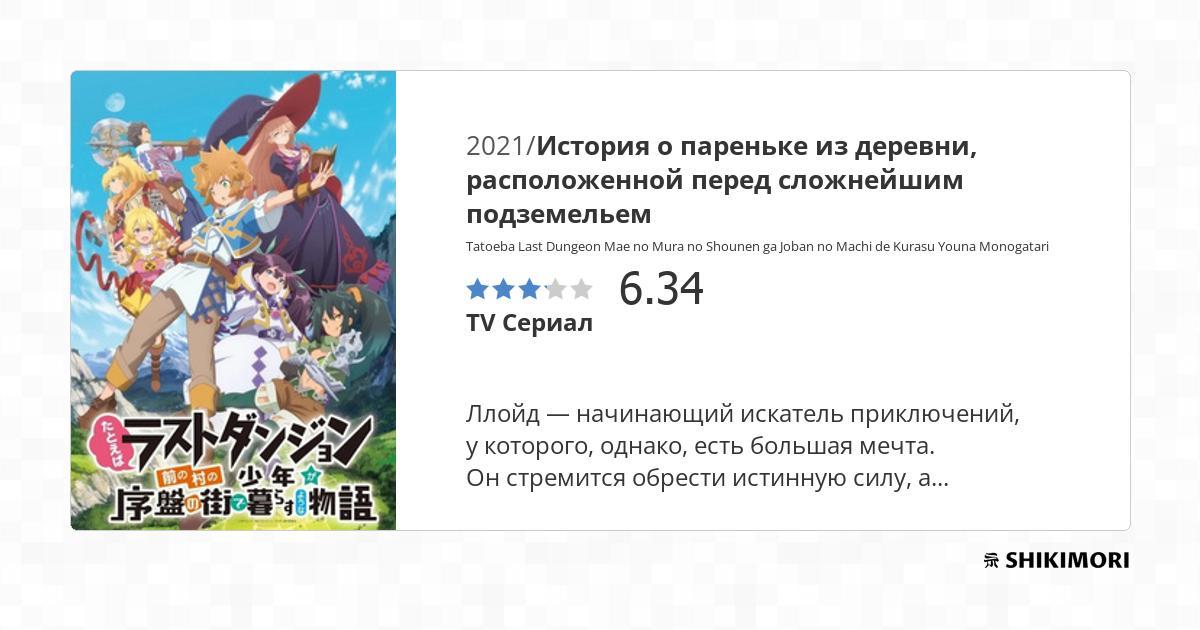 2021/История о пареньке из деревни,
расположенной перед сложнейшим
подземельем
Tatoeba Last Dungeon Mae no Mura no Shounen ga Joban no Machi de Kurasu Youna Monogatari
6.34
TV Сериал
Ллойд — начинающий искатель приключений,
у которого, однако, есть большая мечта.
Он стремится обрести истинную силу, а...
たとえば
ラストダンジョン
前の村の少年が
序盤の街で暮らすような物語
SHIKIMORI